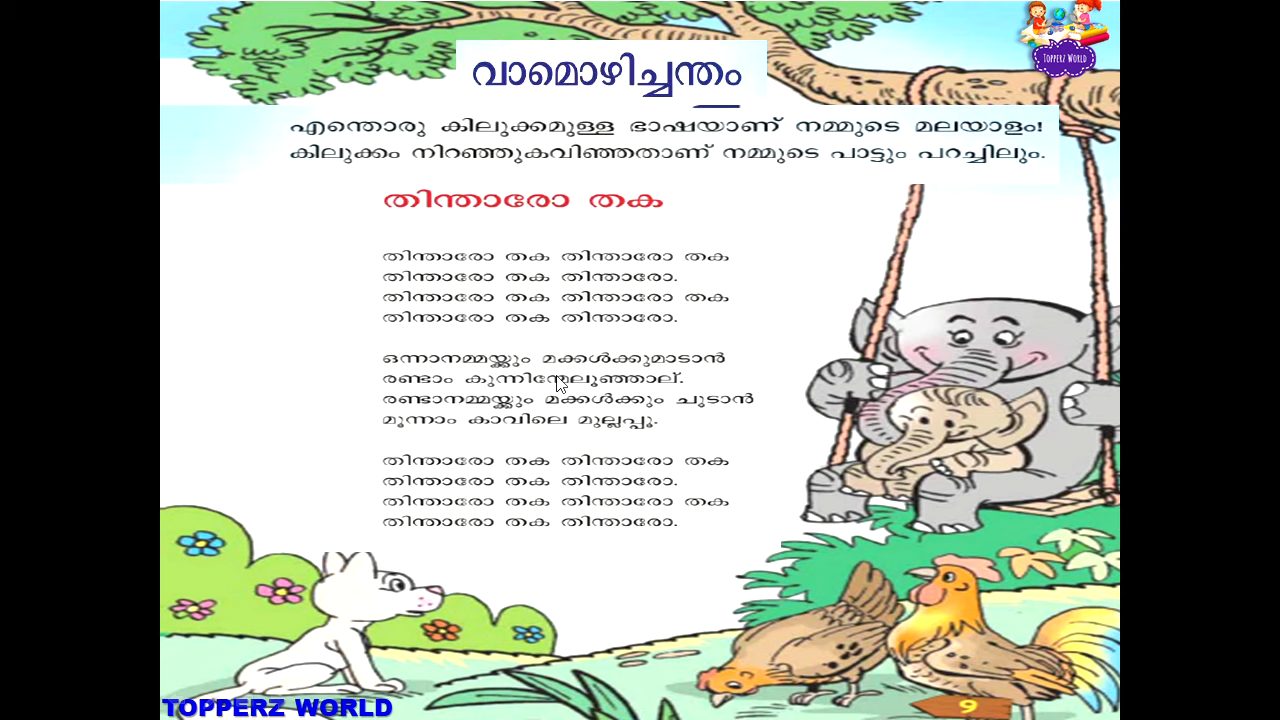 Topperz World
വാമൊഴിച്ചന്തം
എന്തൊരു കിലുക്കമുള്ള ഭാഷയാണ് നമ്മുടെ മലയാളം!
കിലുക്കം നിറഞ്ഞുകവിഞ്ഞതാണ് നമ്മുടെ പാട്ടും പറച്ചിലും.
തിന്താരോ തക
തിന്താരോ തക തിന്താരോ തക
തിന്താരോ തക തിന്താരോ.
തിന്താരോ തക തിന്താരോ തക
തിന്താരോ തക തിന്താരോ.
ഒന്നാനമ്മയ്ക്കും മക്കൾക്കുമാടാൻ
രണ്ടാം കുന്നിന്മേലൂഞ്ഞാല്.
രണ്ടാനമ്മയ്ക്കും മക്കൾക്കും ചൂടാൻ
മൂന്നാം കാവിലെ മുല്ലപ്പൂ.
തിന്താരോ തക തിന്താരോ തക
തിന്താരോ തക തിന്താരോ.
തിന്താരോ തക തിന്താരോ തക
തിന്താരോ തക തിന്താരോ.
9
TOPPERZ WORLD